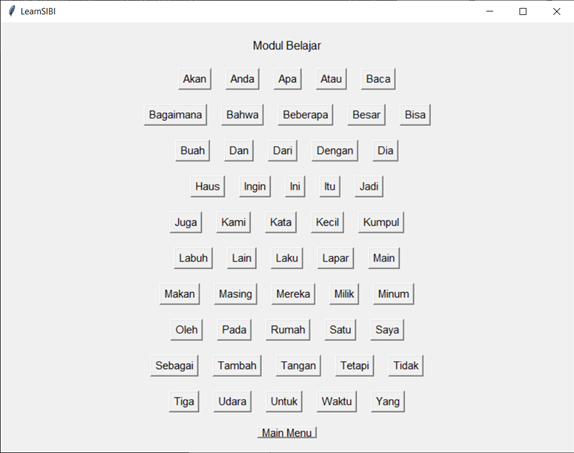 LearnSIBI
Modul Belajar
Akan Anda Apa Atau Baca
Bagaimana Bahwa Beberapa Besar Bisa
Buah Dan Dari Dengan Dia
Haus Ingin Ini Itu Jadi
Juga Kami Kata Kecil Kumpul
Labuh Lain Laku Lapar Main
Makan Masing Mereka Milik Minum
Oleh Pada Rumah Satu Saya
Sebagai Tambah Tangan Tetapi Tidak
Tiga Udara Untuk Waktu Yang
Main Menu